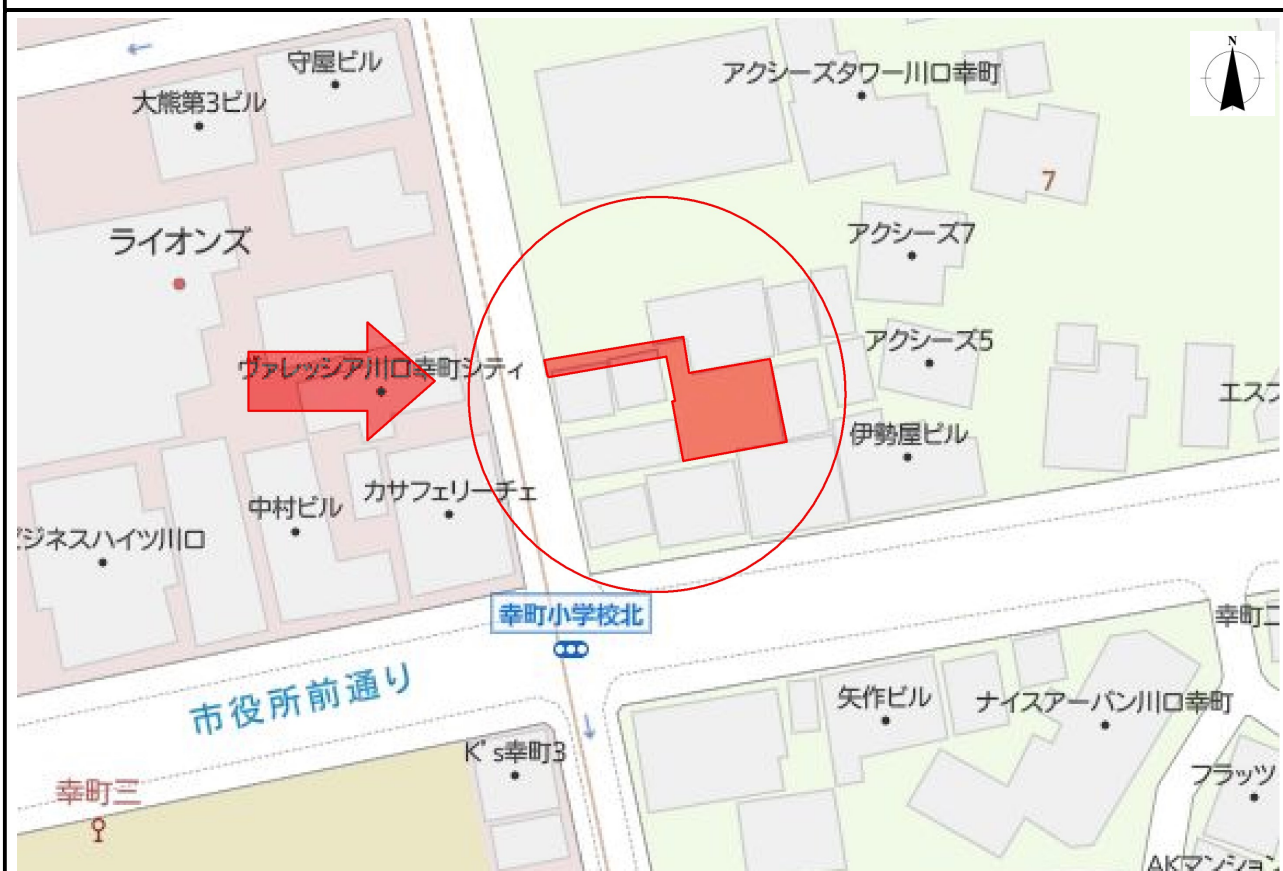 N
守屋ビル
大熊第3ビル
アクシーズタワー川口幸町
7
ライオンズ
アクシーズ7
アクシーズ5
ヴァレッジア川口幸町シティ
エスプ
伊勢屋ビル
カサフェリーチェ
中村ビル
ビジネスハイツ川口
幸町小学校北
幸町二
市役所前通り
矢作ビル
ナイスアーバン川口幸町
K's幸町3
幸町三
フラッツ
AKマンション